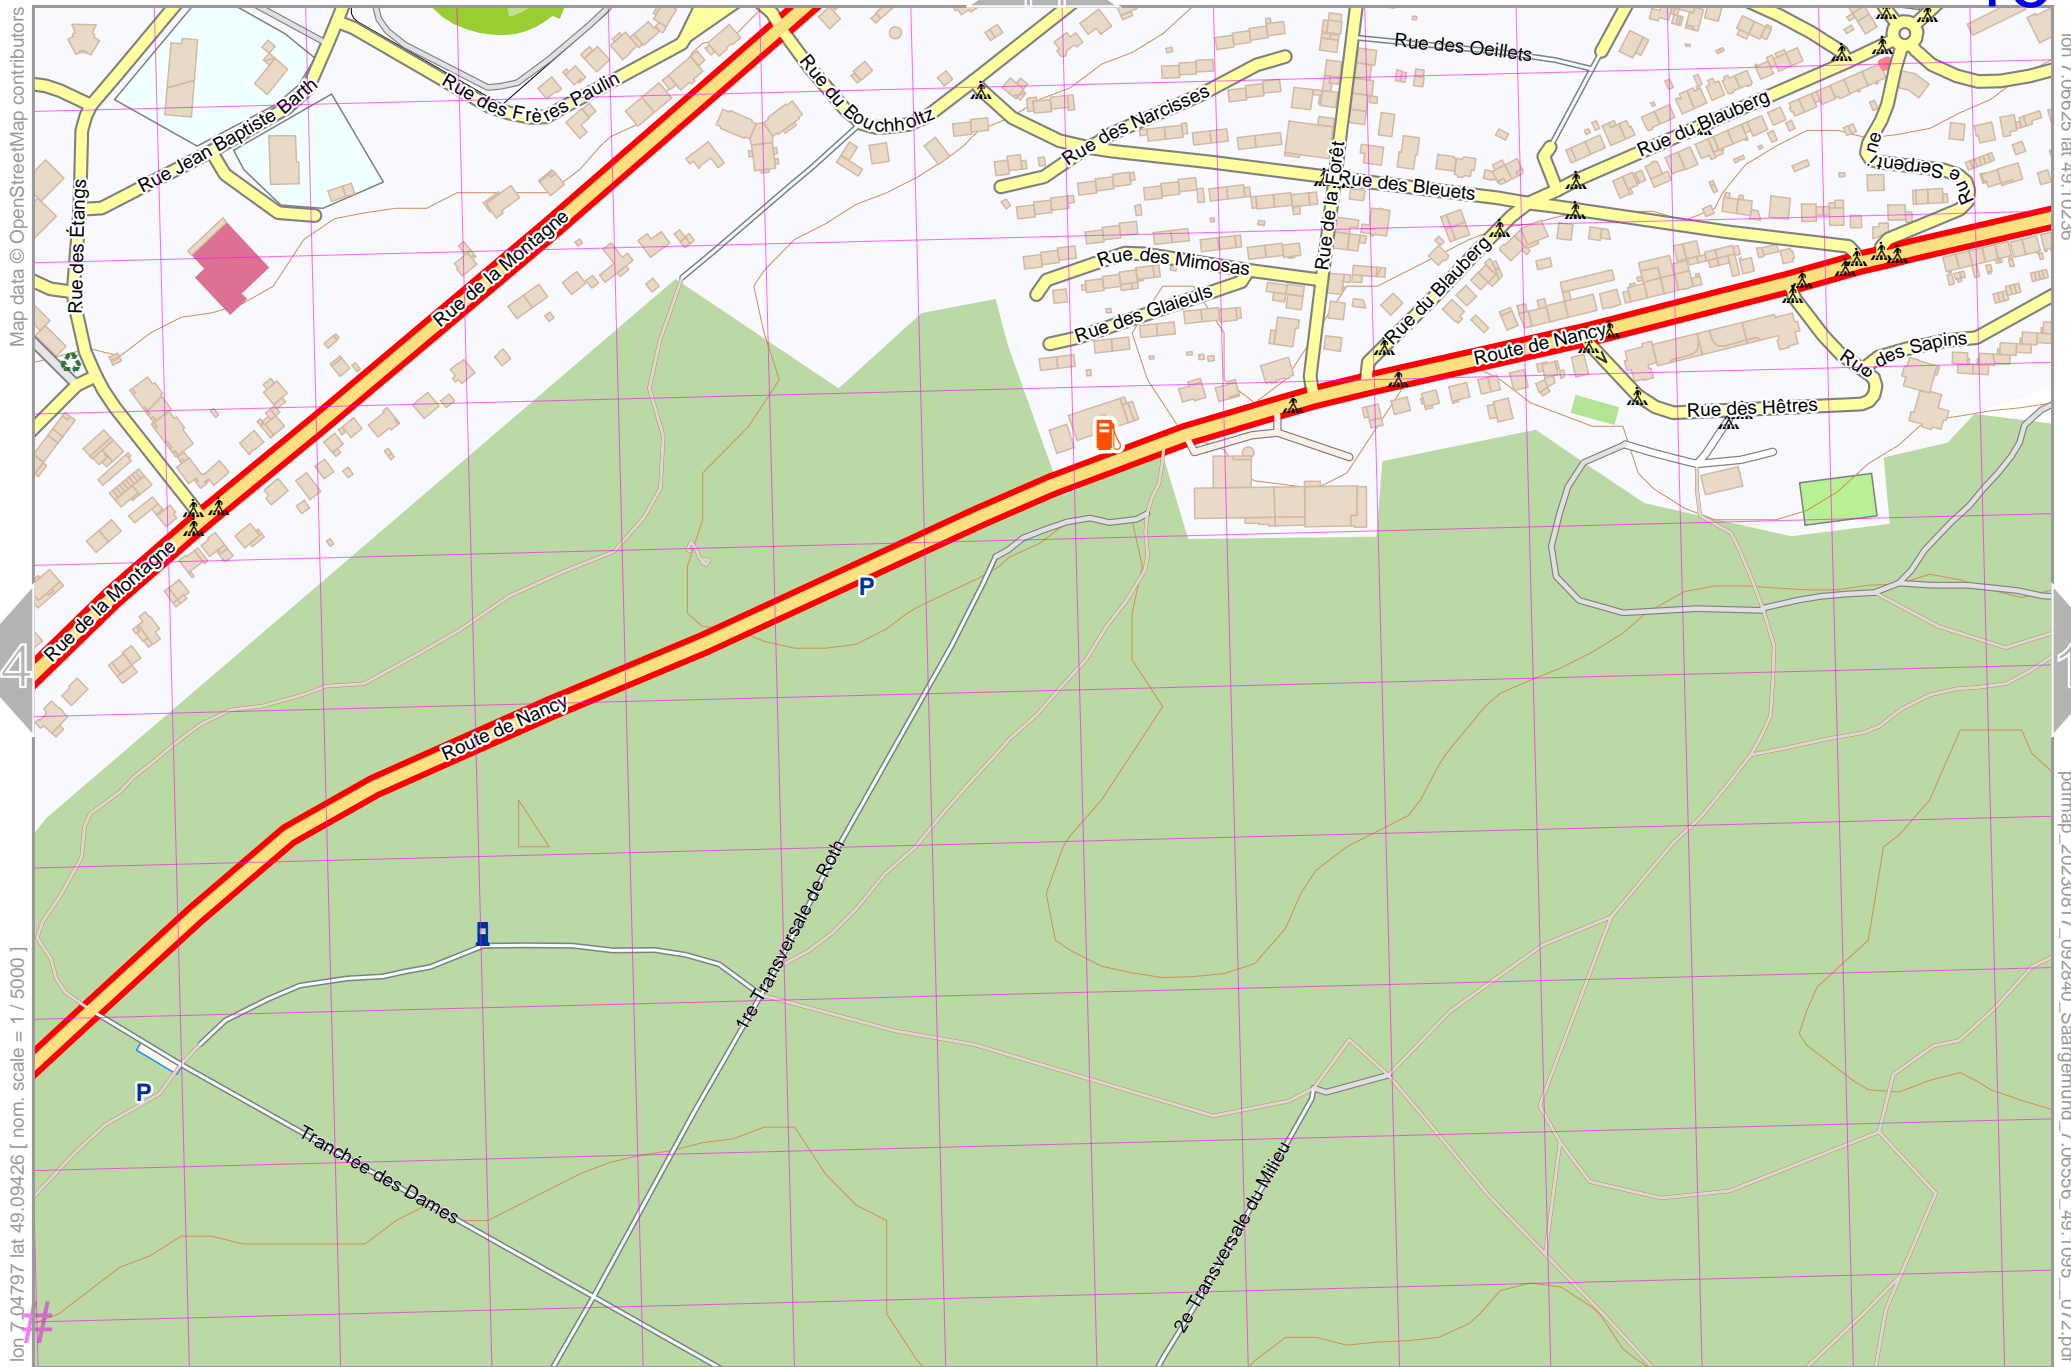 Rue des Oeillets
Rue des Frères Paulin
Rue du Bouchholtz
Rue Jean Baptiste Barth
Rue des Narcisses
Rue du Blauberg
Rue des Étangs
Rue de la Forêt
Rue des Bleuets
Rue
Rue Serpent
Rue de la Montagne
Rue des Mimosas
Rue du Blauberg
Rue des Glaieuls
Route de Nancy
Rue des Sapins
Rue des Hêtres
Rue de la Montagne
P
4
Route de Nancy
1re Transversale de Roth
P
Tranchée des Dames
2e Transversale du Milieu
#
Map data © OpenStreetMap contributors
lon 7.04797 lat 49.09426 [ nom. scale = 1 / 5000 ]